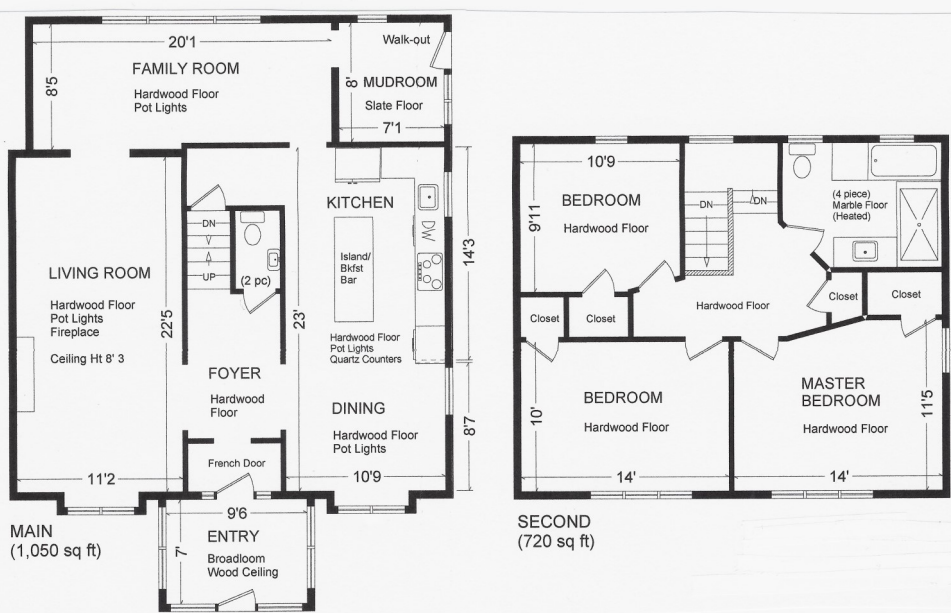 20'1
FAMILY ROOM
Hardwood Floor
Pot Lights
8'5
Walk-out
8'
MUDROOM
Slate Floor
7'1
KITCHEN
DN
UP
(2 pc)
Island/
Bkfst
Bar
DW
14'3
Hardwood Floor
Pot Lights
Quartz Counters
LIVING ROOM
Hardwood Floor
Pot Lights
Fireplace
Ceiling Ht 8' 3
22'5
23'
FOYER
Hardwood
Floor
DINING
Hardwood Floor
Pot Lights
8'7
French Door
11'2
10'9
9'6
7'
ENTRY
Broadloom
Wood Ceiling
MAIN
(1,050 sq ft)
10'9
9'11
BEDROOM
Hardwood Floor
DN
DN
(4 piece)
Marble Floor
(Heated)
Hardwood Floor
Closet
Closet
Closet
Closet
BEDROOM
Hardwood Floor
10'
14'
MASTER
BEDROOM
Hardwood Floor
11'5
14'
SECOND
(720 sq ft)